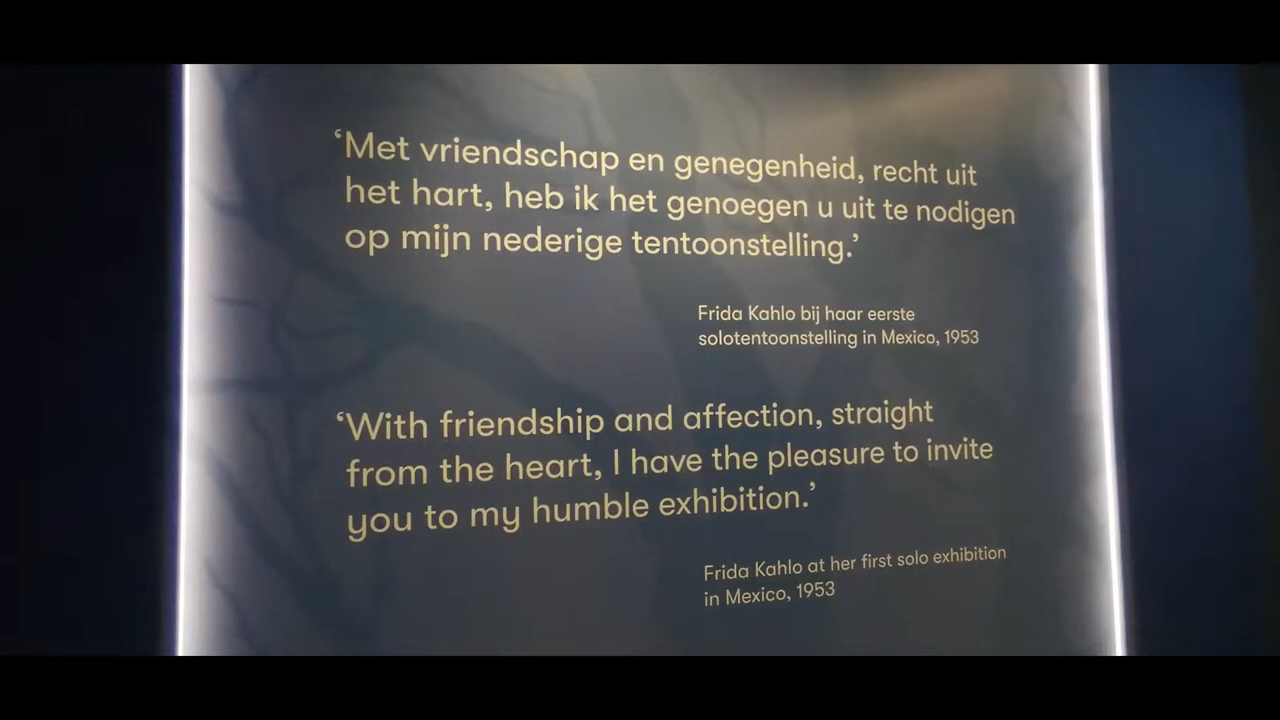 ‘Met vriendschap en genegenheid, recht uit
het hart, heb ik het genoegen u uit te nodigen
op mijn nederige tentoonstelling.’
Frida Kahlo bij haar eerste
solotentoonstelling in Mexico, 1953
‘With friendship and affection, straight
from the heart, I have the pleasure to invite
you to my humble exhibition.’
Frida Kahlo at her first solo exhibition
in Mexico, 1953